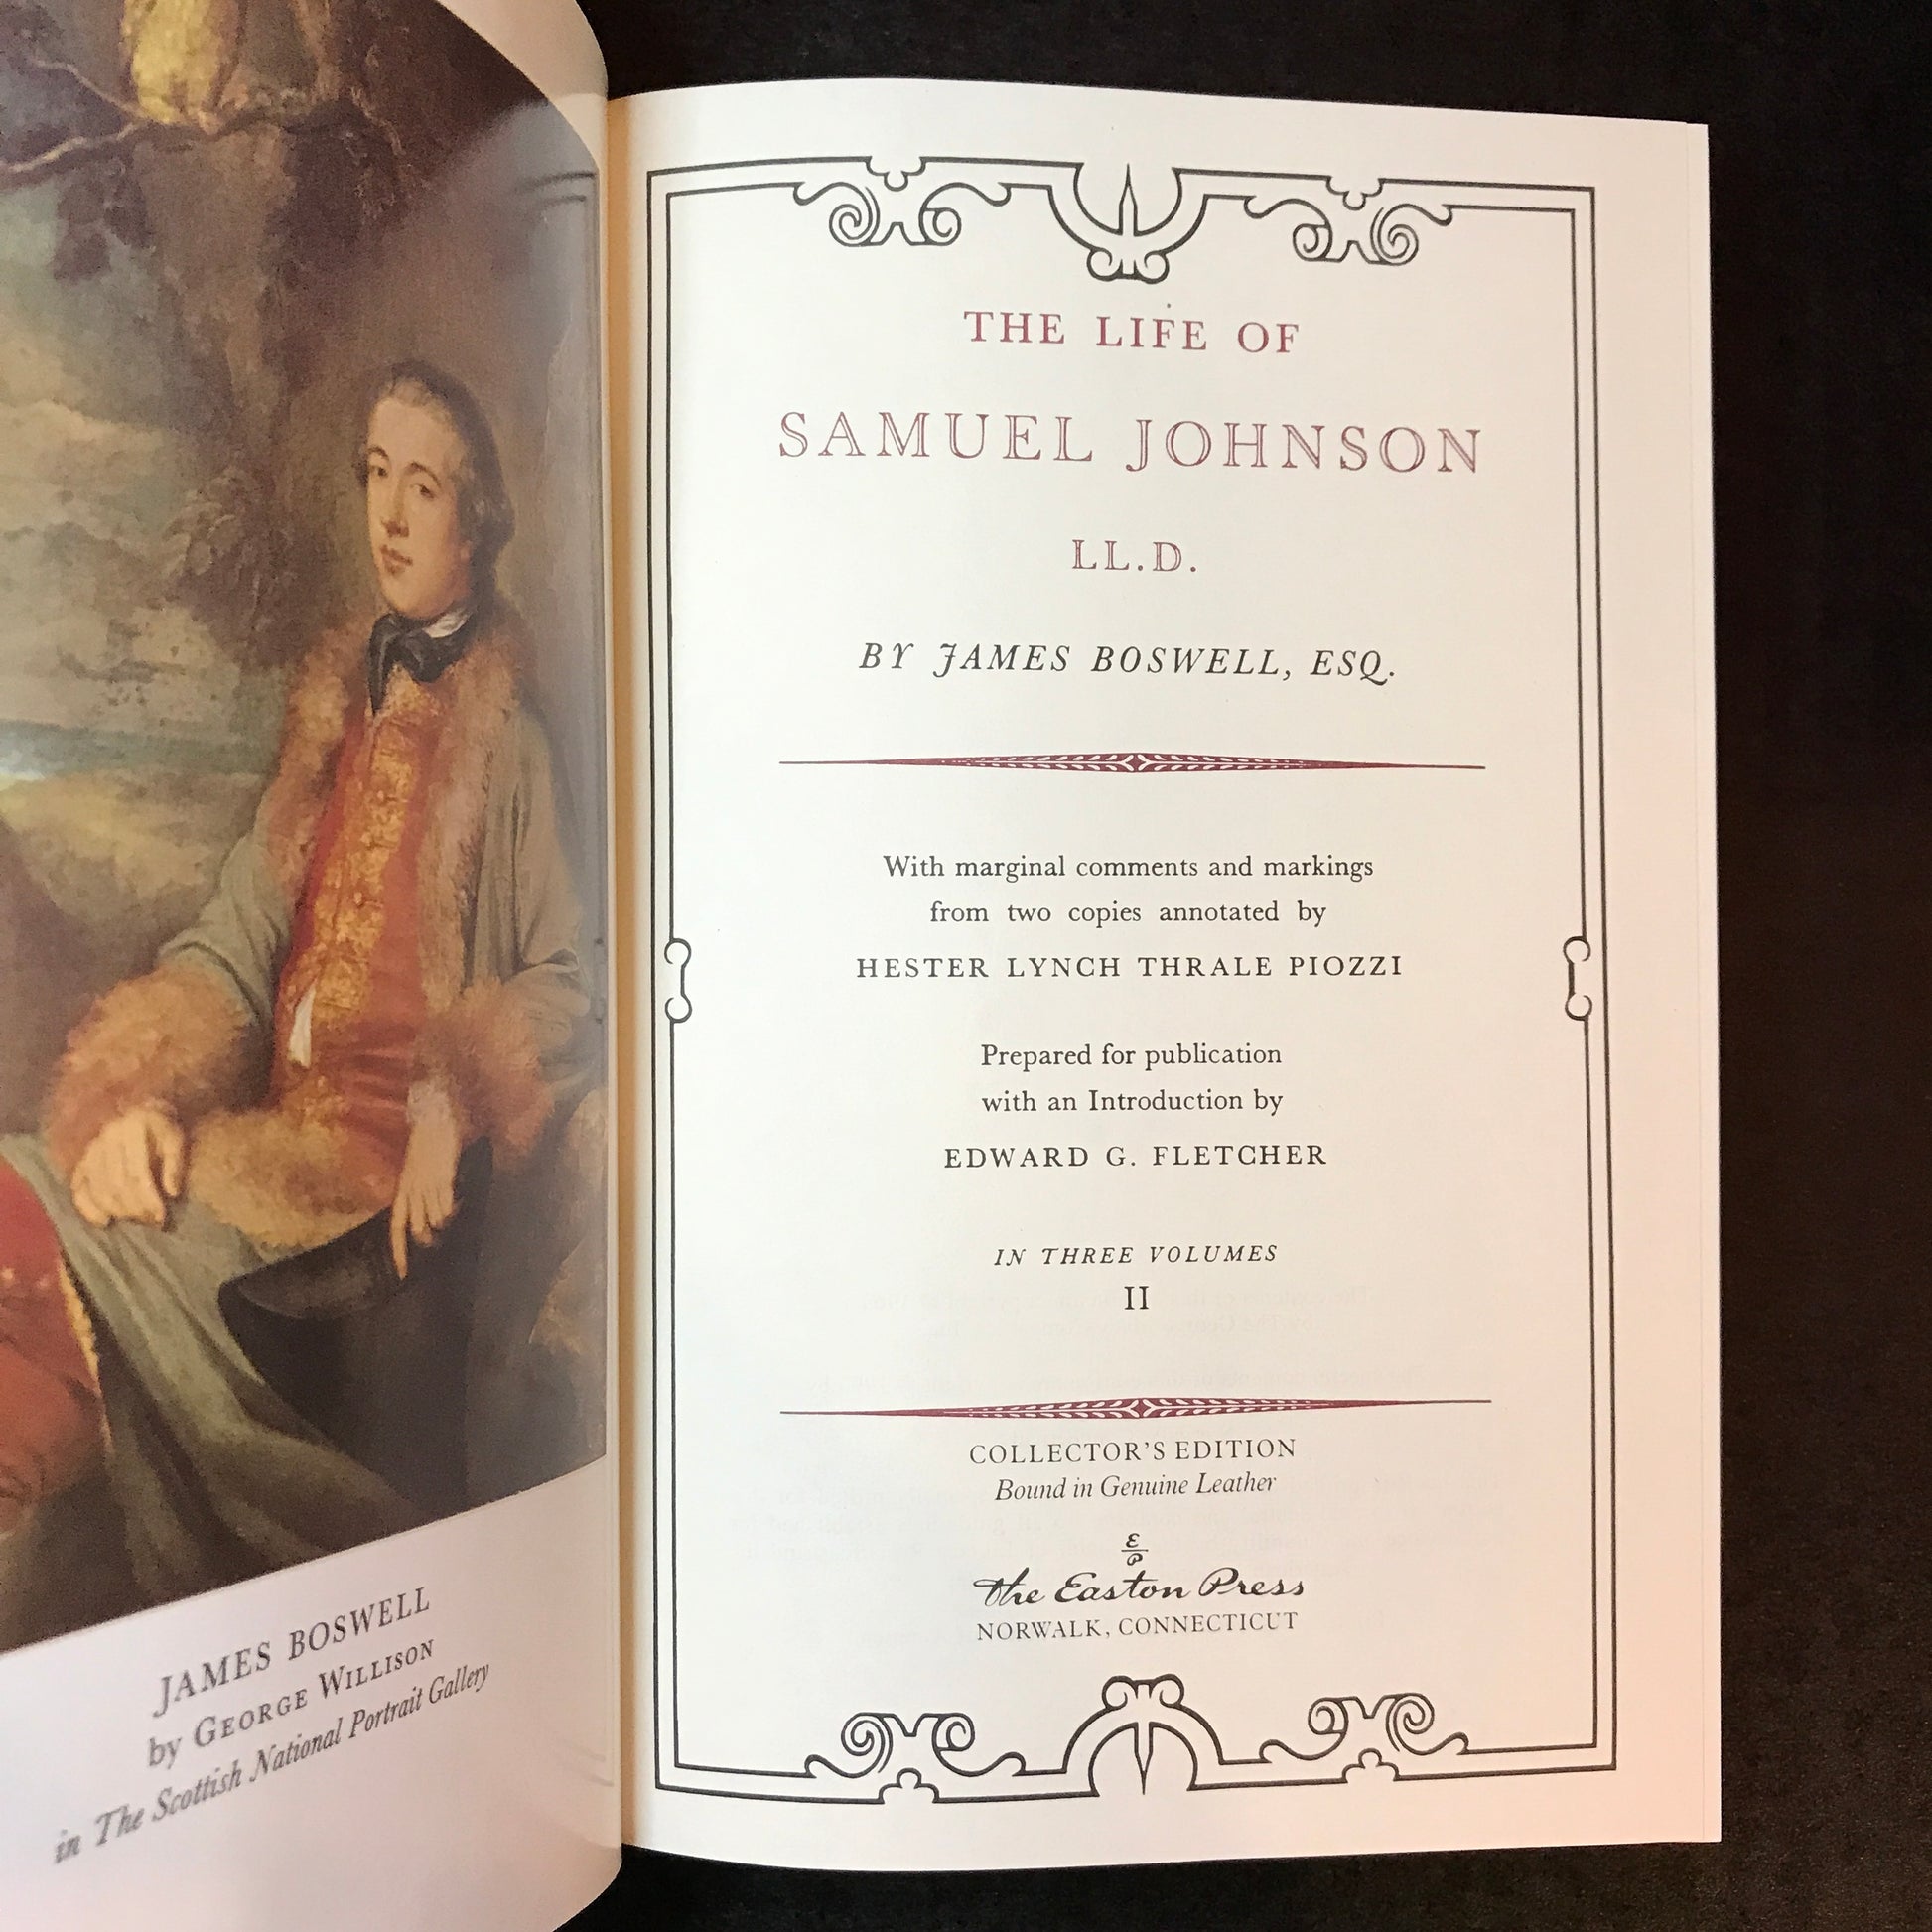 JAMES BOSWELL
by GEORGE WILLISON
in The Scottish National Portrait Gallery
THE LIFE OF
SAMUEL JOHNSON
LL.D.
BY JAMES BOSWELL, ESQ.
With marginal comments and markings
from two copies annotated by
HESTER LYNCH THRALE PIOZZI
Prepared for publication
with an Introduction by
EDWARD G. FLETCHER
IN THREE VOLUMES
II
COLLECTOR'S EDITION
Bound in Genuine Leather
EP
The Easton Press
NORWALK, CONNECTICUT